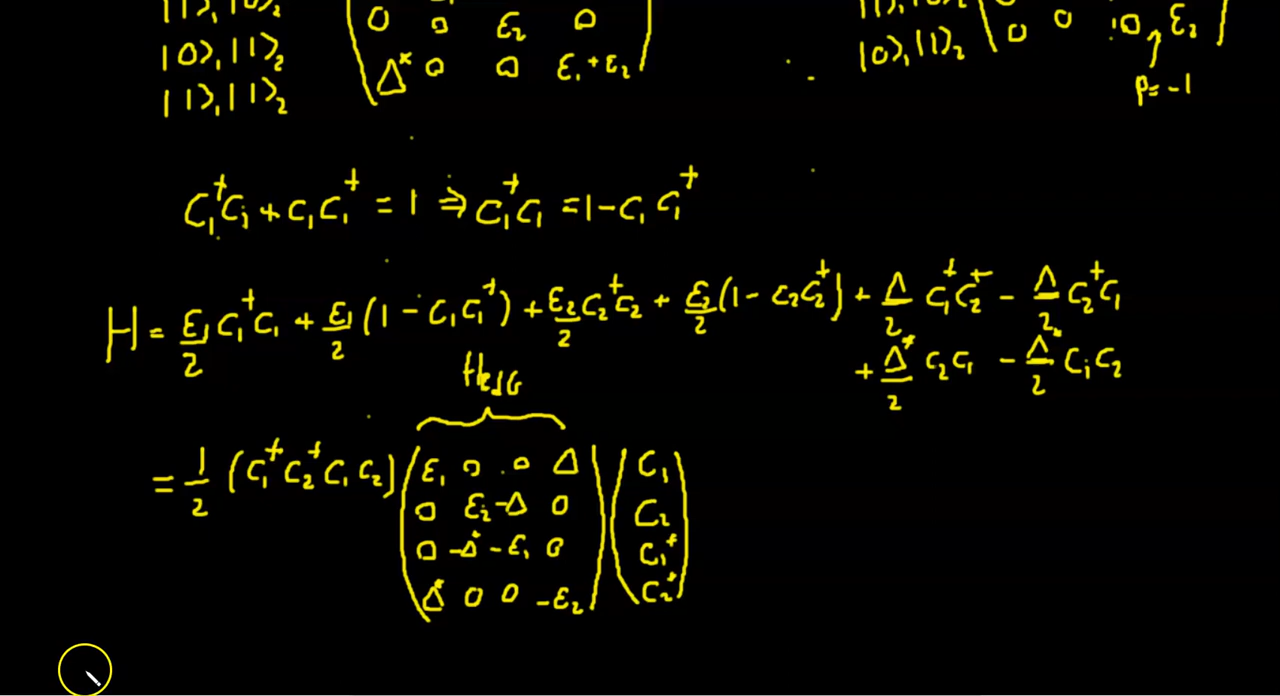 |1⟩₁|0⟩₂
|0⟩₁|1⟩₂
|1⟩₁|1⟩₂
0 0 ε₂ 0
Δ* 0 0 ε₁+ε₂
|0⟩₁|1⟩₂
0 0 0 ε₂
P=-1
C₁†C₁ + C₁C₁† = 1 ⇒ C₁†C₁ = 1 - C₁C₁†
H = ε₁/2 C₁†C₁ + ε₁/2 (1 - C₁C₁†) + ε₂/2 C₂†C₂ + ε₂/2 (1 - C₂C₂†) + Δ/2 C₁†C₂† - Δ/2 C₂†C₁
+ Δ*/2 C₂C₁ - Δ*/2 C₁C₂
= 1/2 (C₁† C₂† C₁ C₂) (ε₁ 0 0 Δ) (C₁)
0 ε₂ -Δ 0 C₂
0 -Δ* -ε₁ 0 C₁†
Δ* 0 0 -ε₂ C₂†